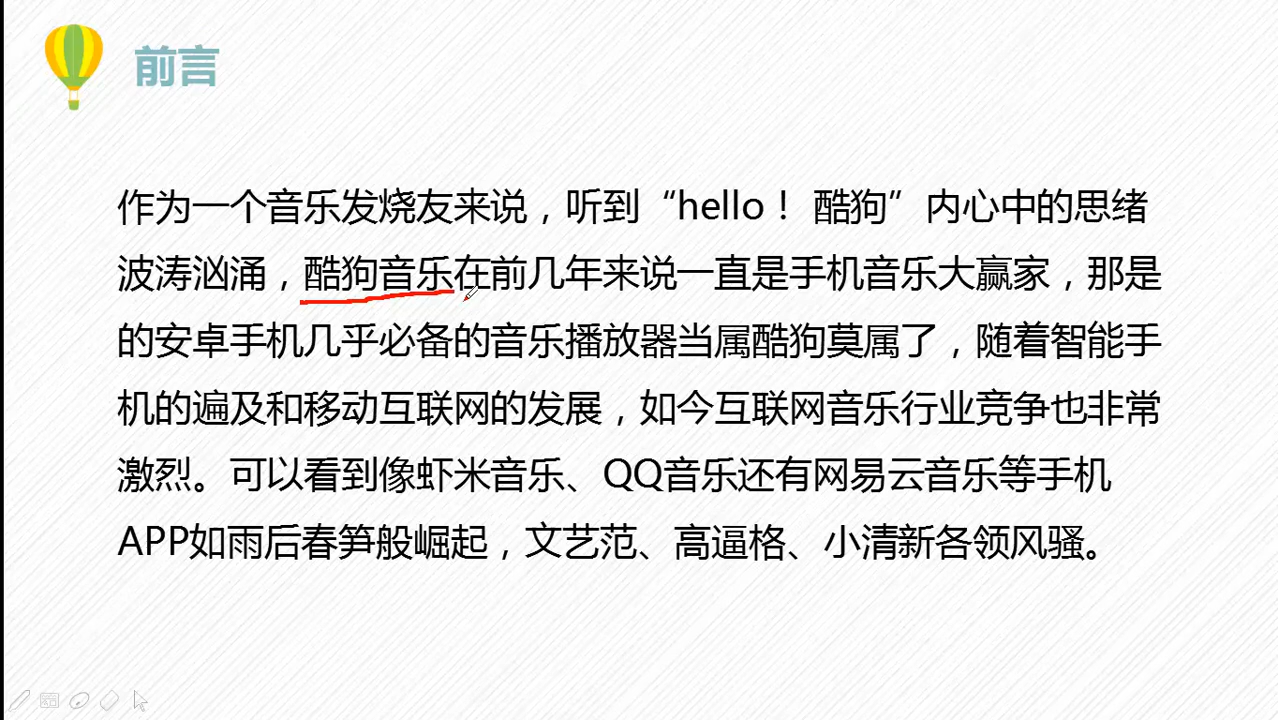 前言
作为一个音乐发烧友来说，听到“hello！ 酷狗”内心中的思绪
波涛汹涌，酷狗音乐在前几年来说一直是手机音乐大赢家，那是
的安卓手机几乎必备的音乐播放器当属酷狗莫属了，随着智能手
机的遍及和移动互联网的发展，如今互联网音乐行业竞争也非常
激烈。可以看到像虾米音乐、QQ音乐还有网易云音乐等手机
APP如雨后春笋般崛起，文艺范、高逼格、小清新各领风骚。